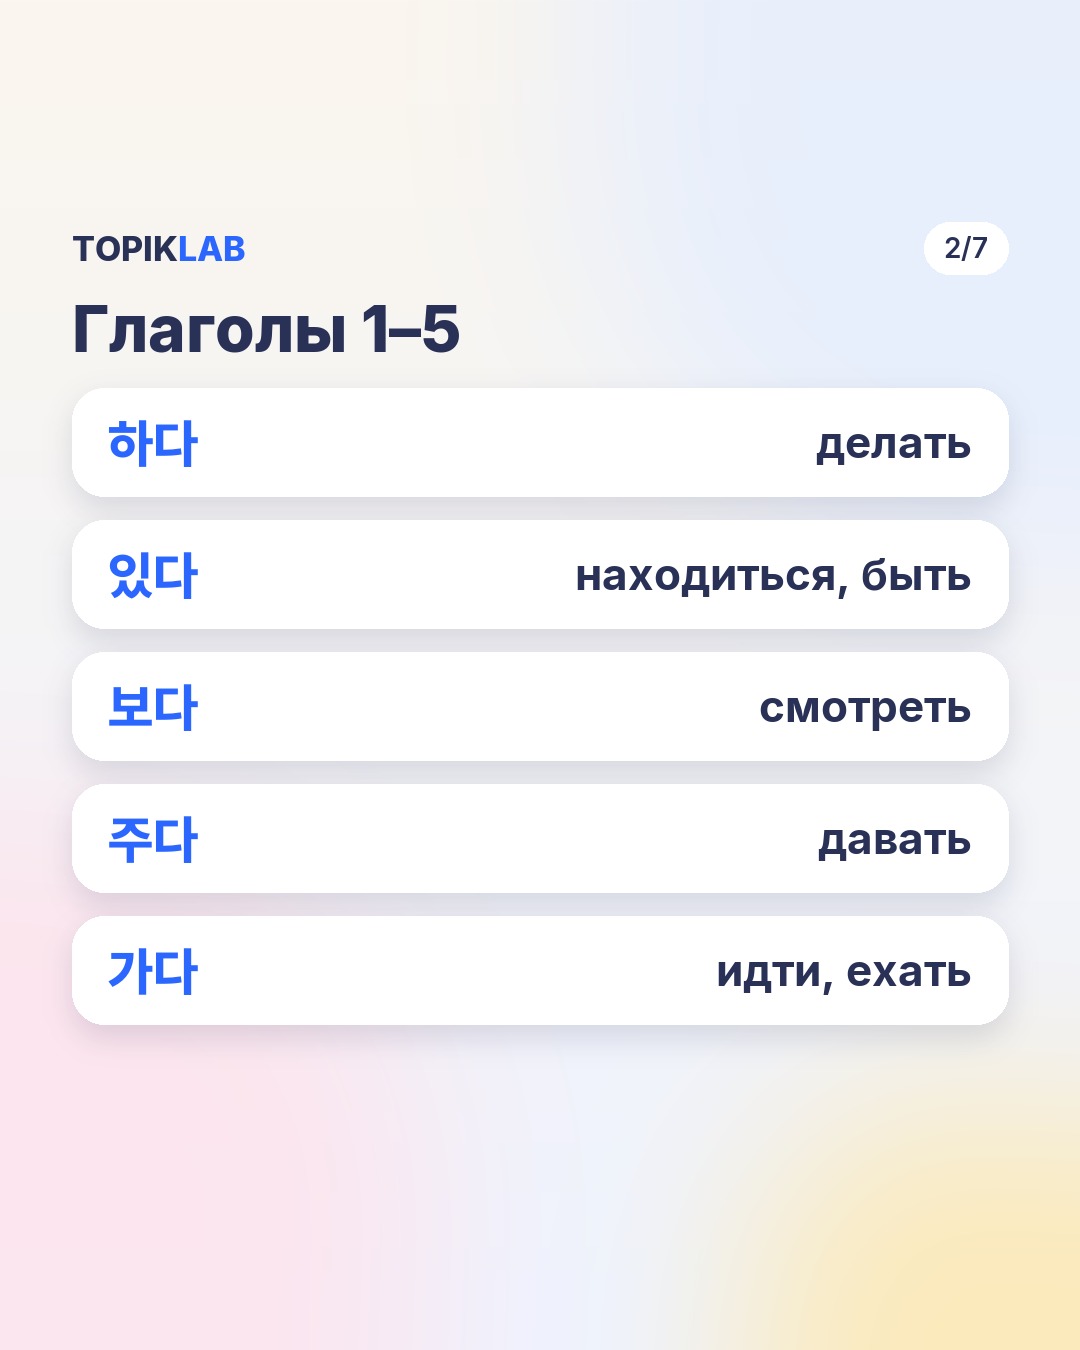 TOPIKLAB
2/7
Глаголы 1–5
하다 делать
있다 находиться, быть
보다 смотреть
주다 давать
가다 идти, ехать